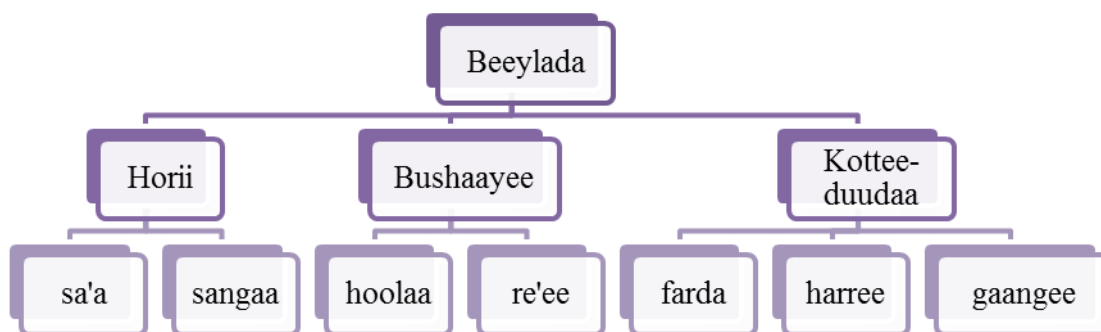 Beeylada
Horii
Bushaayee
Kottee-
duudaa
sa'a
sangaa
hoolaa
re'ee
farda
harree
gaangee